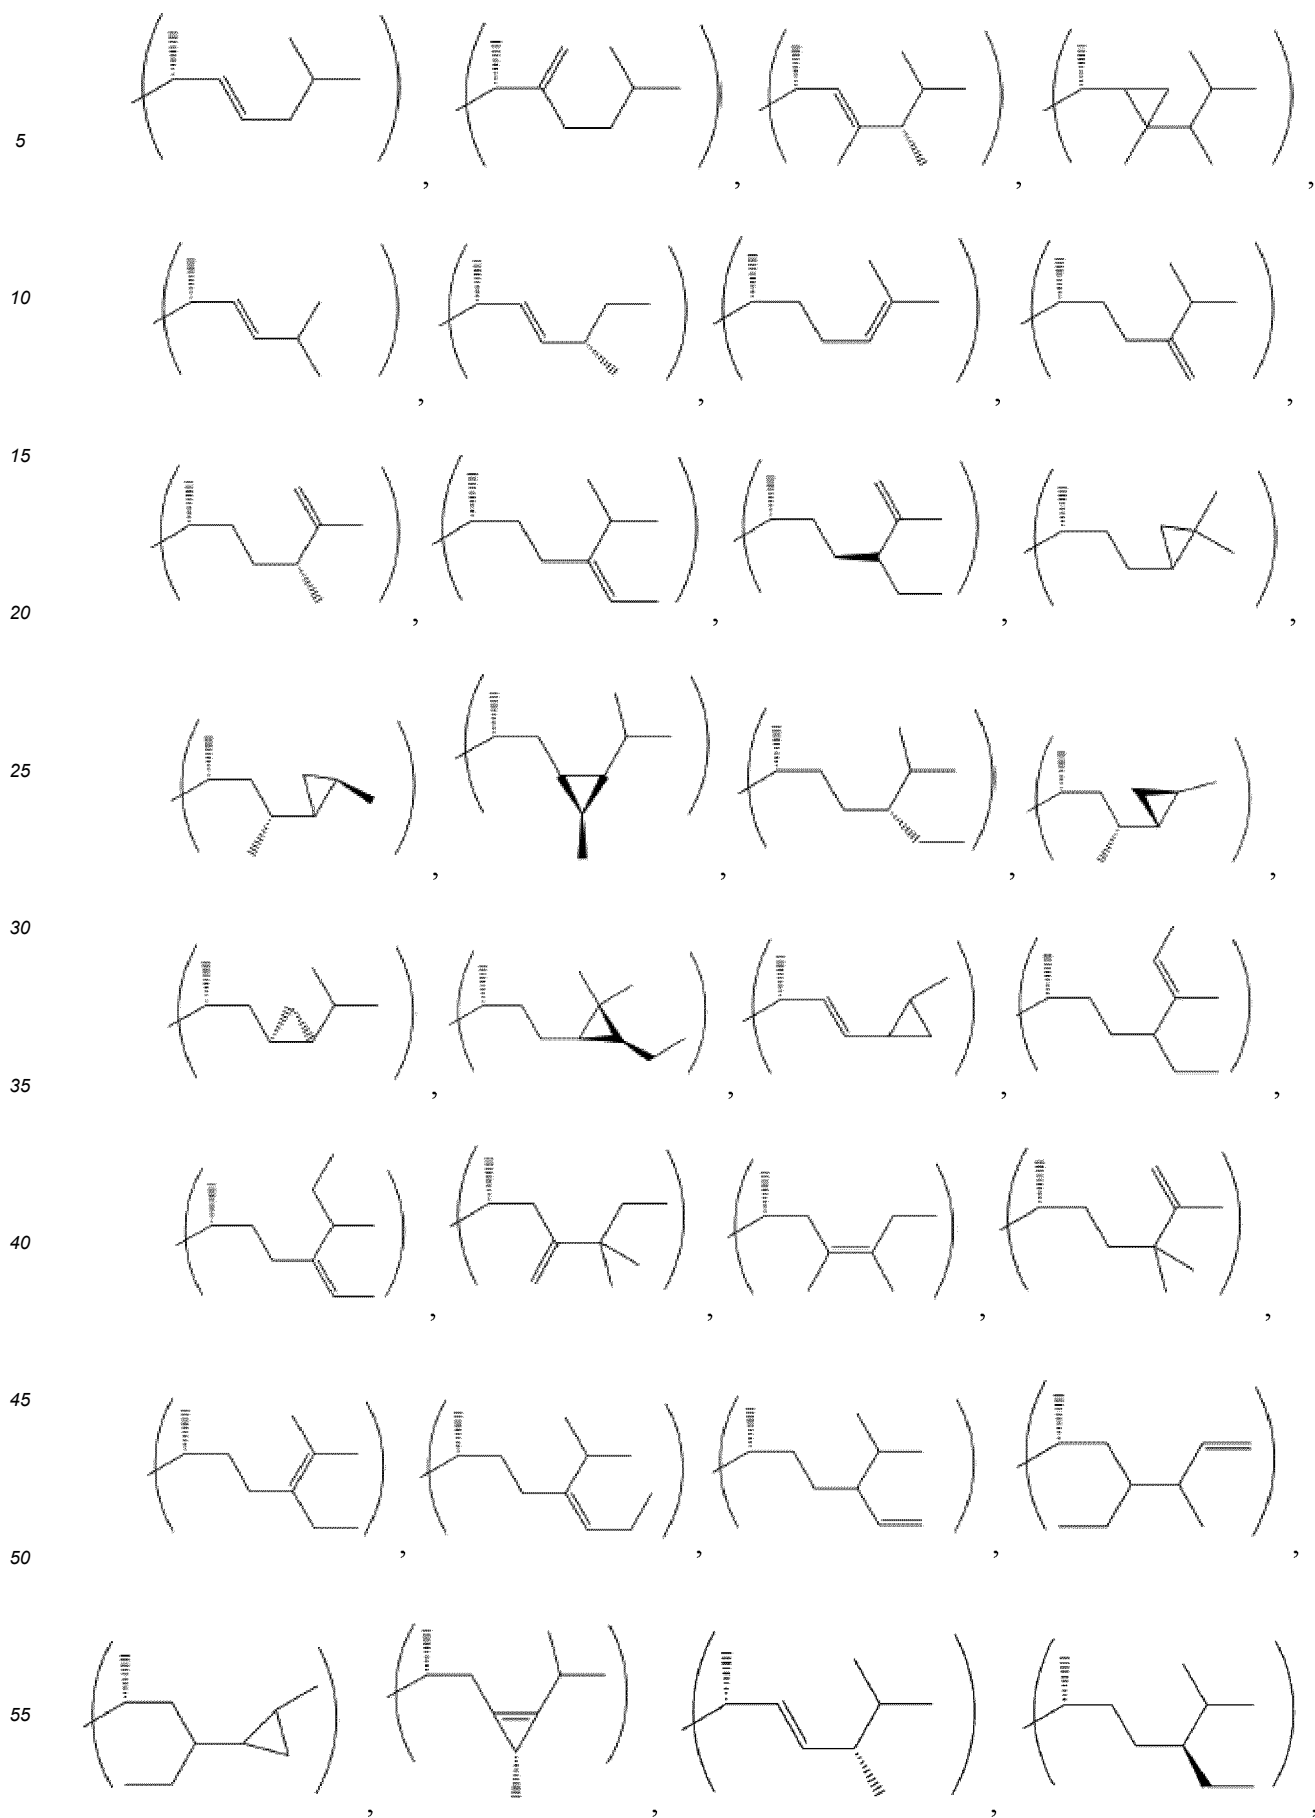 5
, , , ,
10
, , , ,
15
20 , , , ,
25
, , , ,
30
35 , , , ,
40
, , , ,
45
50 , , , ,
55
, , , ,